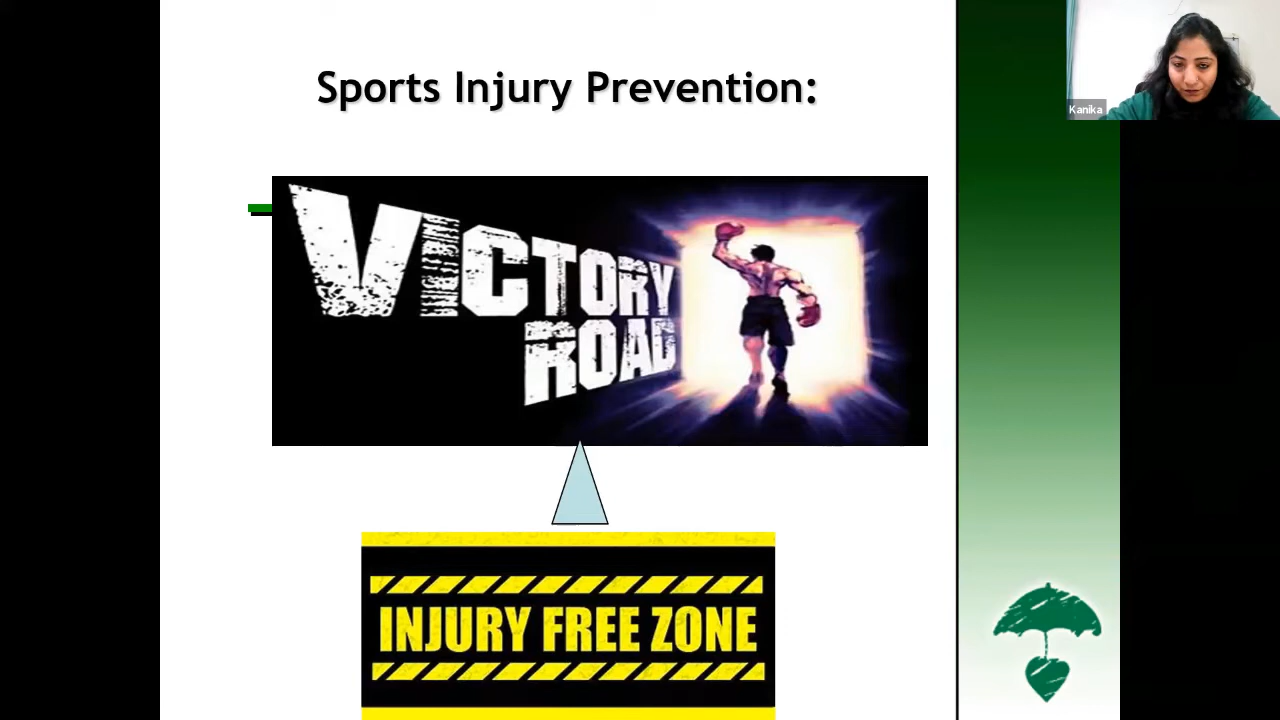 Sports Injury Prevention:
Kanika
VICTORY
ROAD
INJURY FREE ZONE